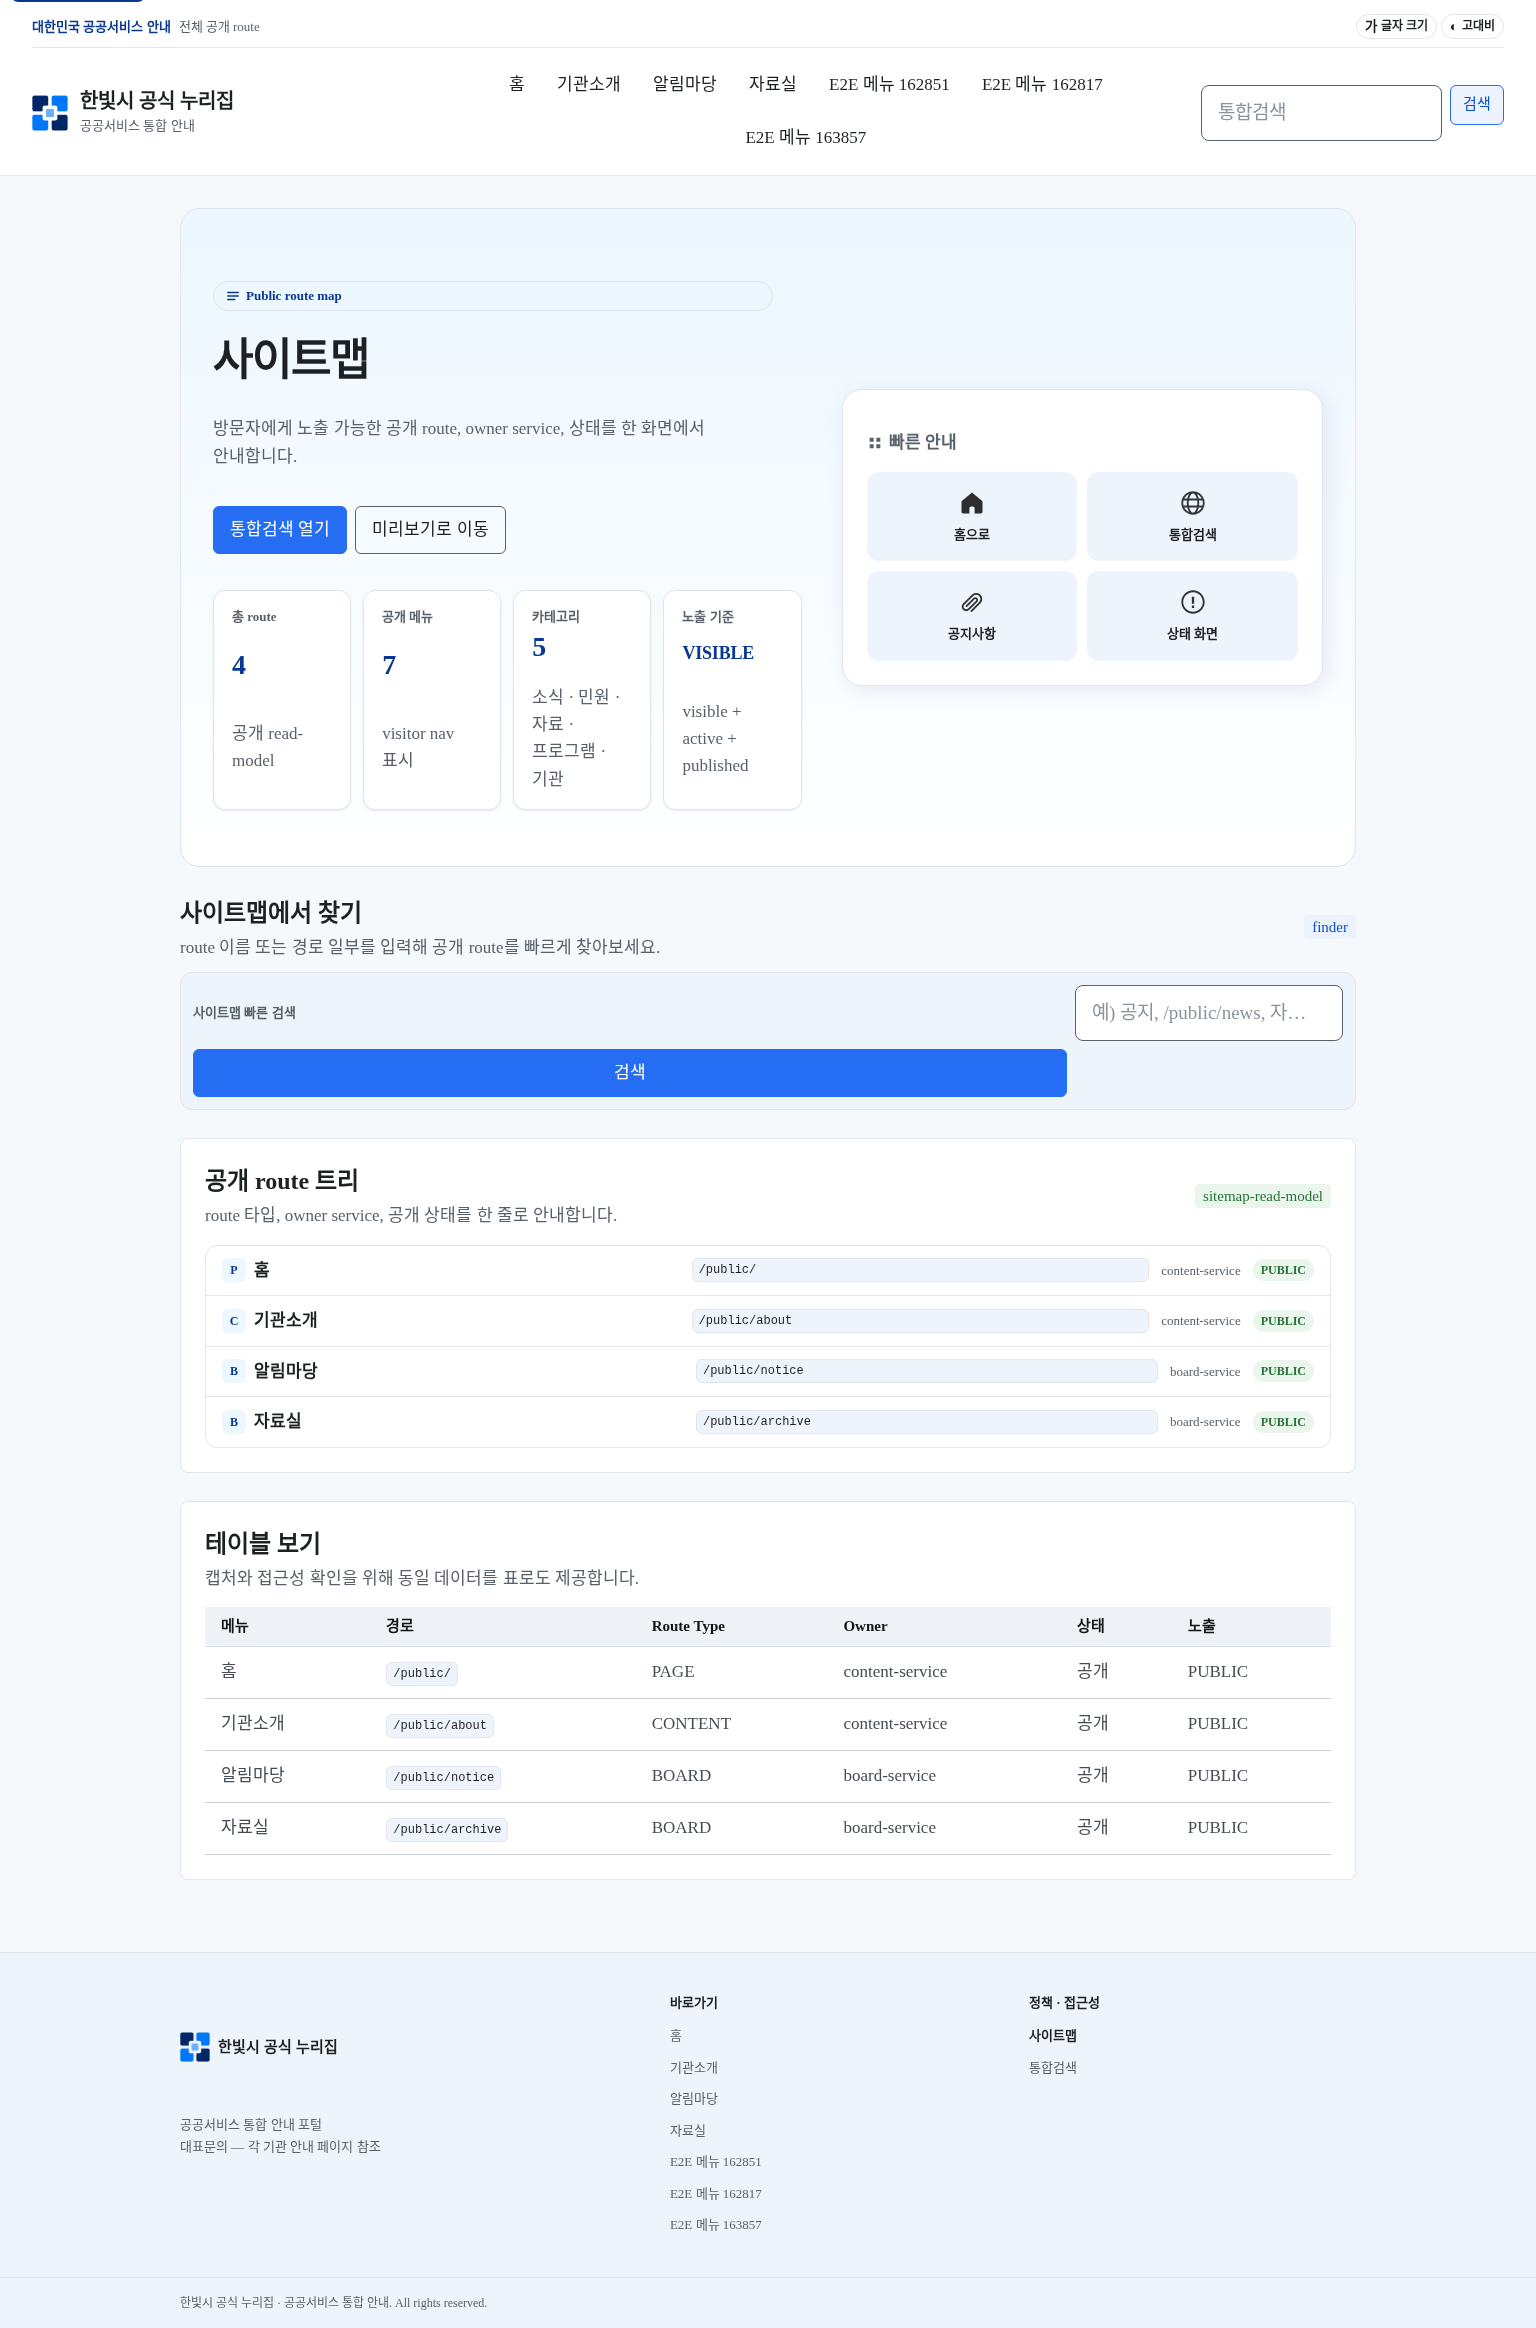 대한민국 공공서비스 안내 전체 공개 route
가 글자 크기
고대비
한빛시 공식 누리집
공공서비스 통합 안내
홈 기관소개 알림마당 자료실 E2E 메뉴 162851 E2E 메뉴 162817
E2E 메뉴 163857
통합검색
검색
Public route map
사이트맵
방문자에게 노출 가능한 공개 route, owner service, 상태를 한 화면에서
안내합니다.
통합검색 열기
미리보기로 이동
총 route
4
공개 read-
model
공개 메뉴
7
visitor nav
표시
카테고리
5
소식 · 민원 ·
자료 ·
프로그램 ·
기관
노출 기준
VISIBLE
visible +
active +
published
빠른 안내
홈으로
통합검색
공지사항
상태 화면
사이트맵에서 찾기
route 이름 또는 경로 일부를 입력해 공개 route를 빠르게 찾아보세요.
finder
사이트맵 빠른 검색
예) 공지, /public/news, 자…
검색
공개 route 트리
route 타입, owner service, 공개 상태를 한 줄로 안내합니다.
sitemap-read-model
P 홈 /public/ content-service PUBLIC
C 기관소개 /public/about content-service PUBLIC
B 알림마당 /public/notice board-service PUBLIC
B 자료실 /public/archive board-service PUBLIC
테이블 보기
캡처와 접근성 확인을 위해 동일 데이터를 표로도 제공합니다.
메뉴 경로 Route Type Owner 상태 노출
홈 /public/ PAGE content-service 공개 PUBLIC
기관소개 /public/about CONTENT content-service 공개 PUBLIC
알림마당 /public/notice BOARD board-service 공개 PUBLIC
자료실 /public/archive BOARD board-service 공개 PUBLIC
한빛시 공식 누리집
공공서비스 통합 안내 포털
대표문의 — 각 기관 안내 페이지 참조
바로가기
홈
기관소개
알림마당
자료실
E2E 메뉴 162851
E2E 메뉴 162817
E2E 메뉴 163857
정책 · 접근성
사이트맵
통합검색
한빛시 공식 누리집 · 공공서비스 통합 안내. All rights reserved.